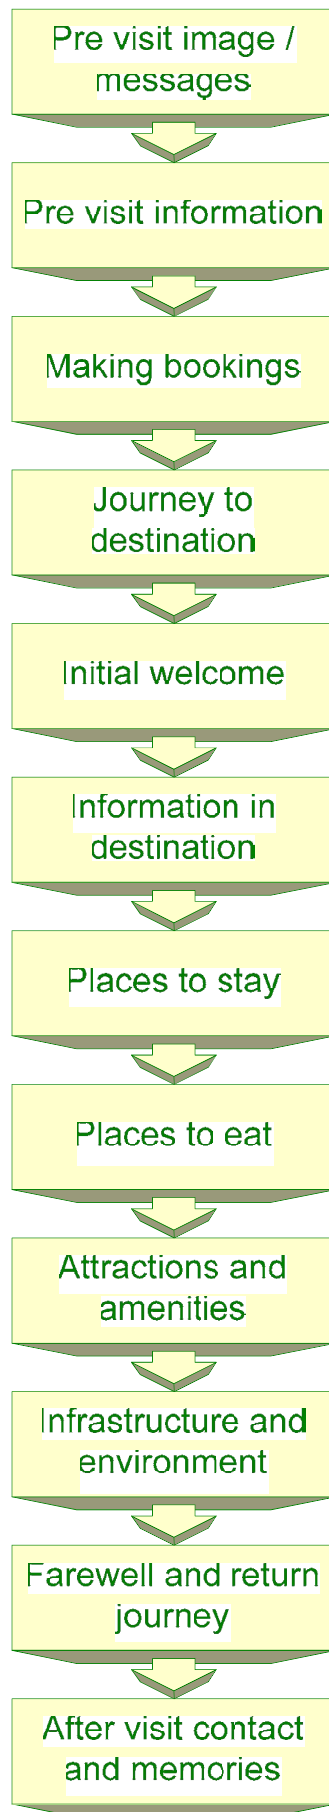 Pre visit image /
messages
Pre visit information
Making bookings
Journey to
destination
Initial welcome
Information in
destination
Places to stay
Places to eat
Attractions and
amenities
Infrastructure and
environment
Farewell and return
journey
After visit contact
and memories